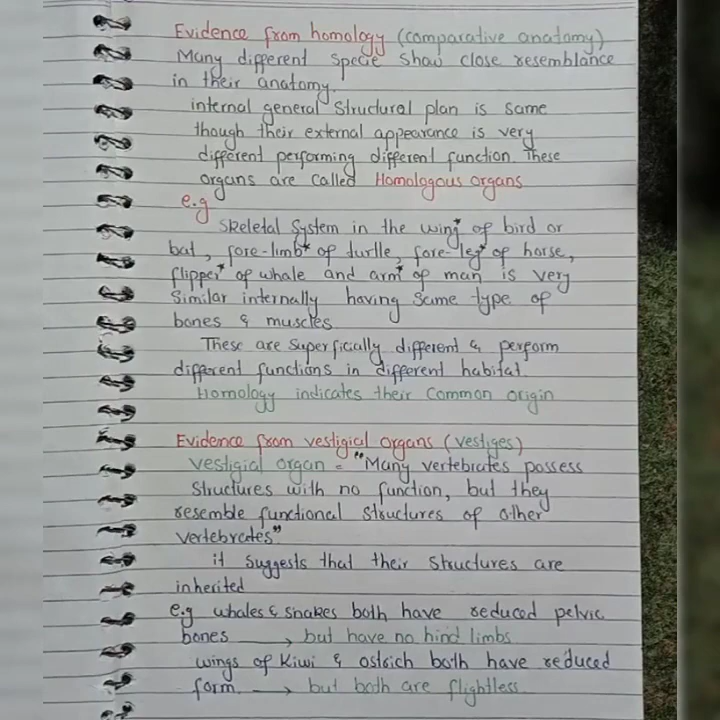 Evidence from homology (comparative anatomy)
Many different specie show close resemblance
in their anatomy.
internal general structural plan is same
though their external appearance is very
different performing different function. These
organs are called Homologous organs
e.g
Skeletal system in the wing* of bird or
bat, fore-limb* of turtle, fore-leg* of horse,
flipper* of whale and arm* of man is very
Similar internally having same type of
bones & muscles
These are superficially different & perform
different functions in different habitat.
Homology indicates their common origin
Evidence from vestigial organs (vestiges)
Vestigial organ = "Many vertebrates possess
structures with no function, but they
resemble functional structures of other
vertebrates"
it suggests that their structures are
inherited
e.g whales & snakes both have reduced pelvic
bones → but have no hind limbs
wings of Kiwi & ostrich both have reduced
form. → but both are flightless